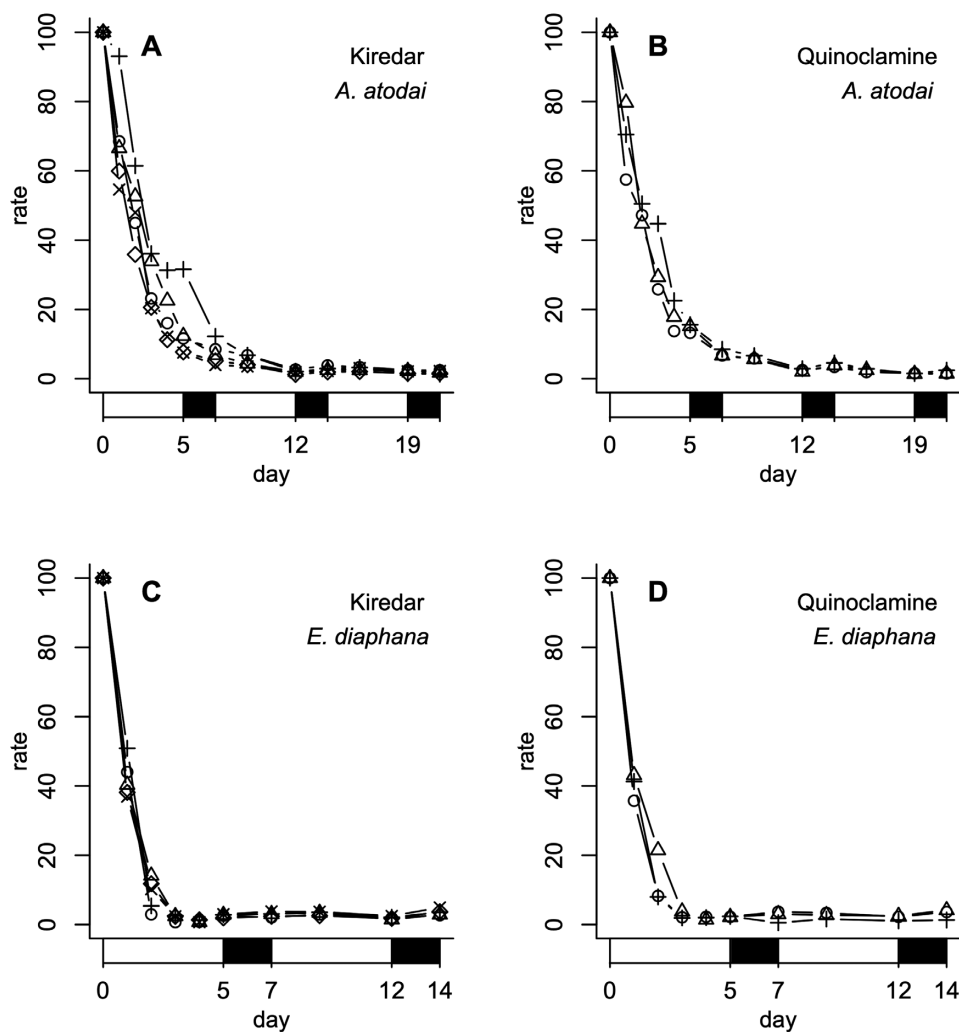 A
Kiredar
A. atodai
rate
100
80
60
40
20
0
0 5 12 19
day
B
Quinoclamine
A. atodai
rate
100
80
60
40
20
0
0 5 12 19
day
C
Kiredar
E. diaphana
rate
100
80
60
40
20
0
0 5 7 12 14
day
D
Quinoclamine
E. diaphana
rate
100
80
60
40
20
0
0 5 7 12 14
day